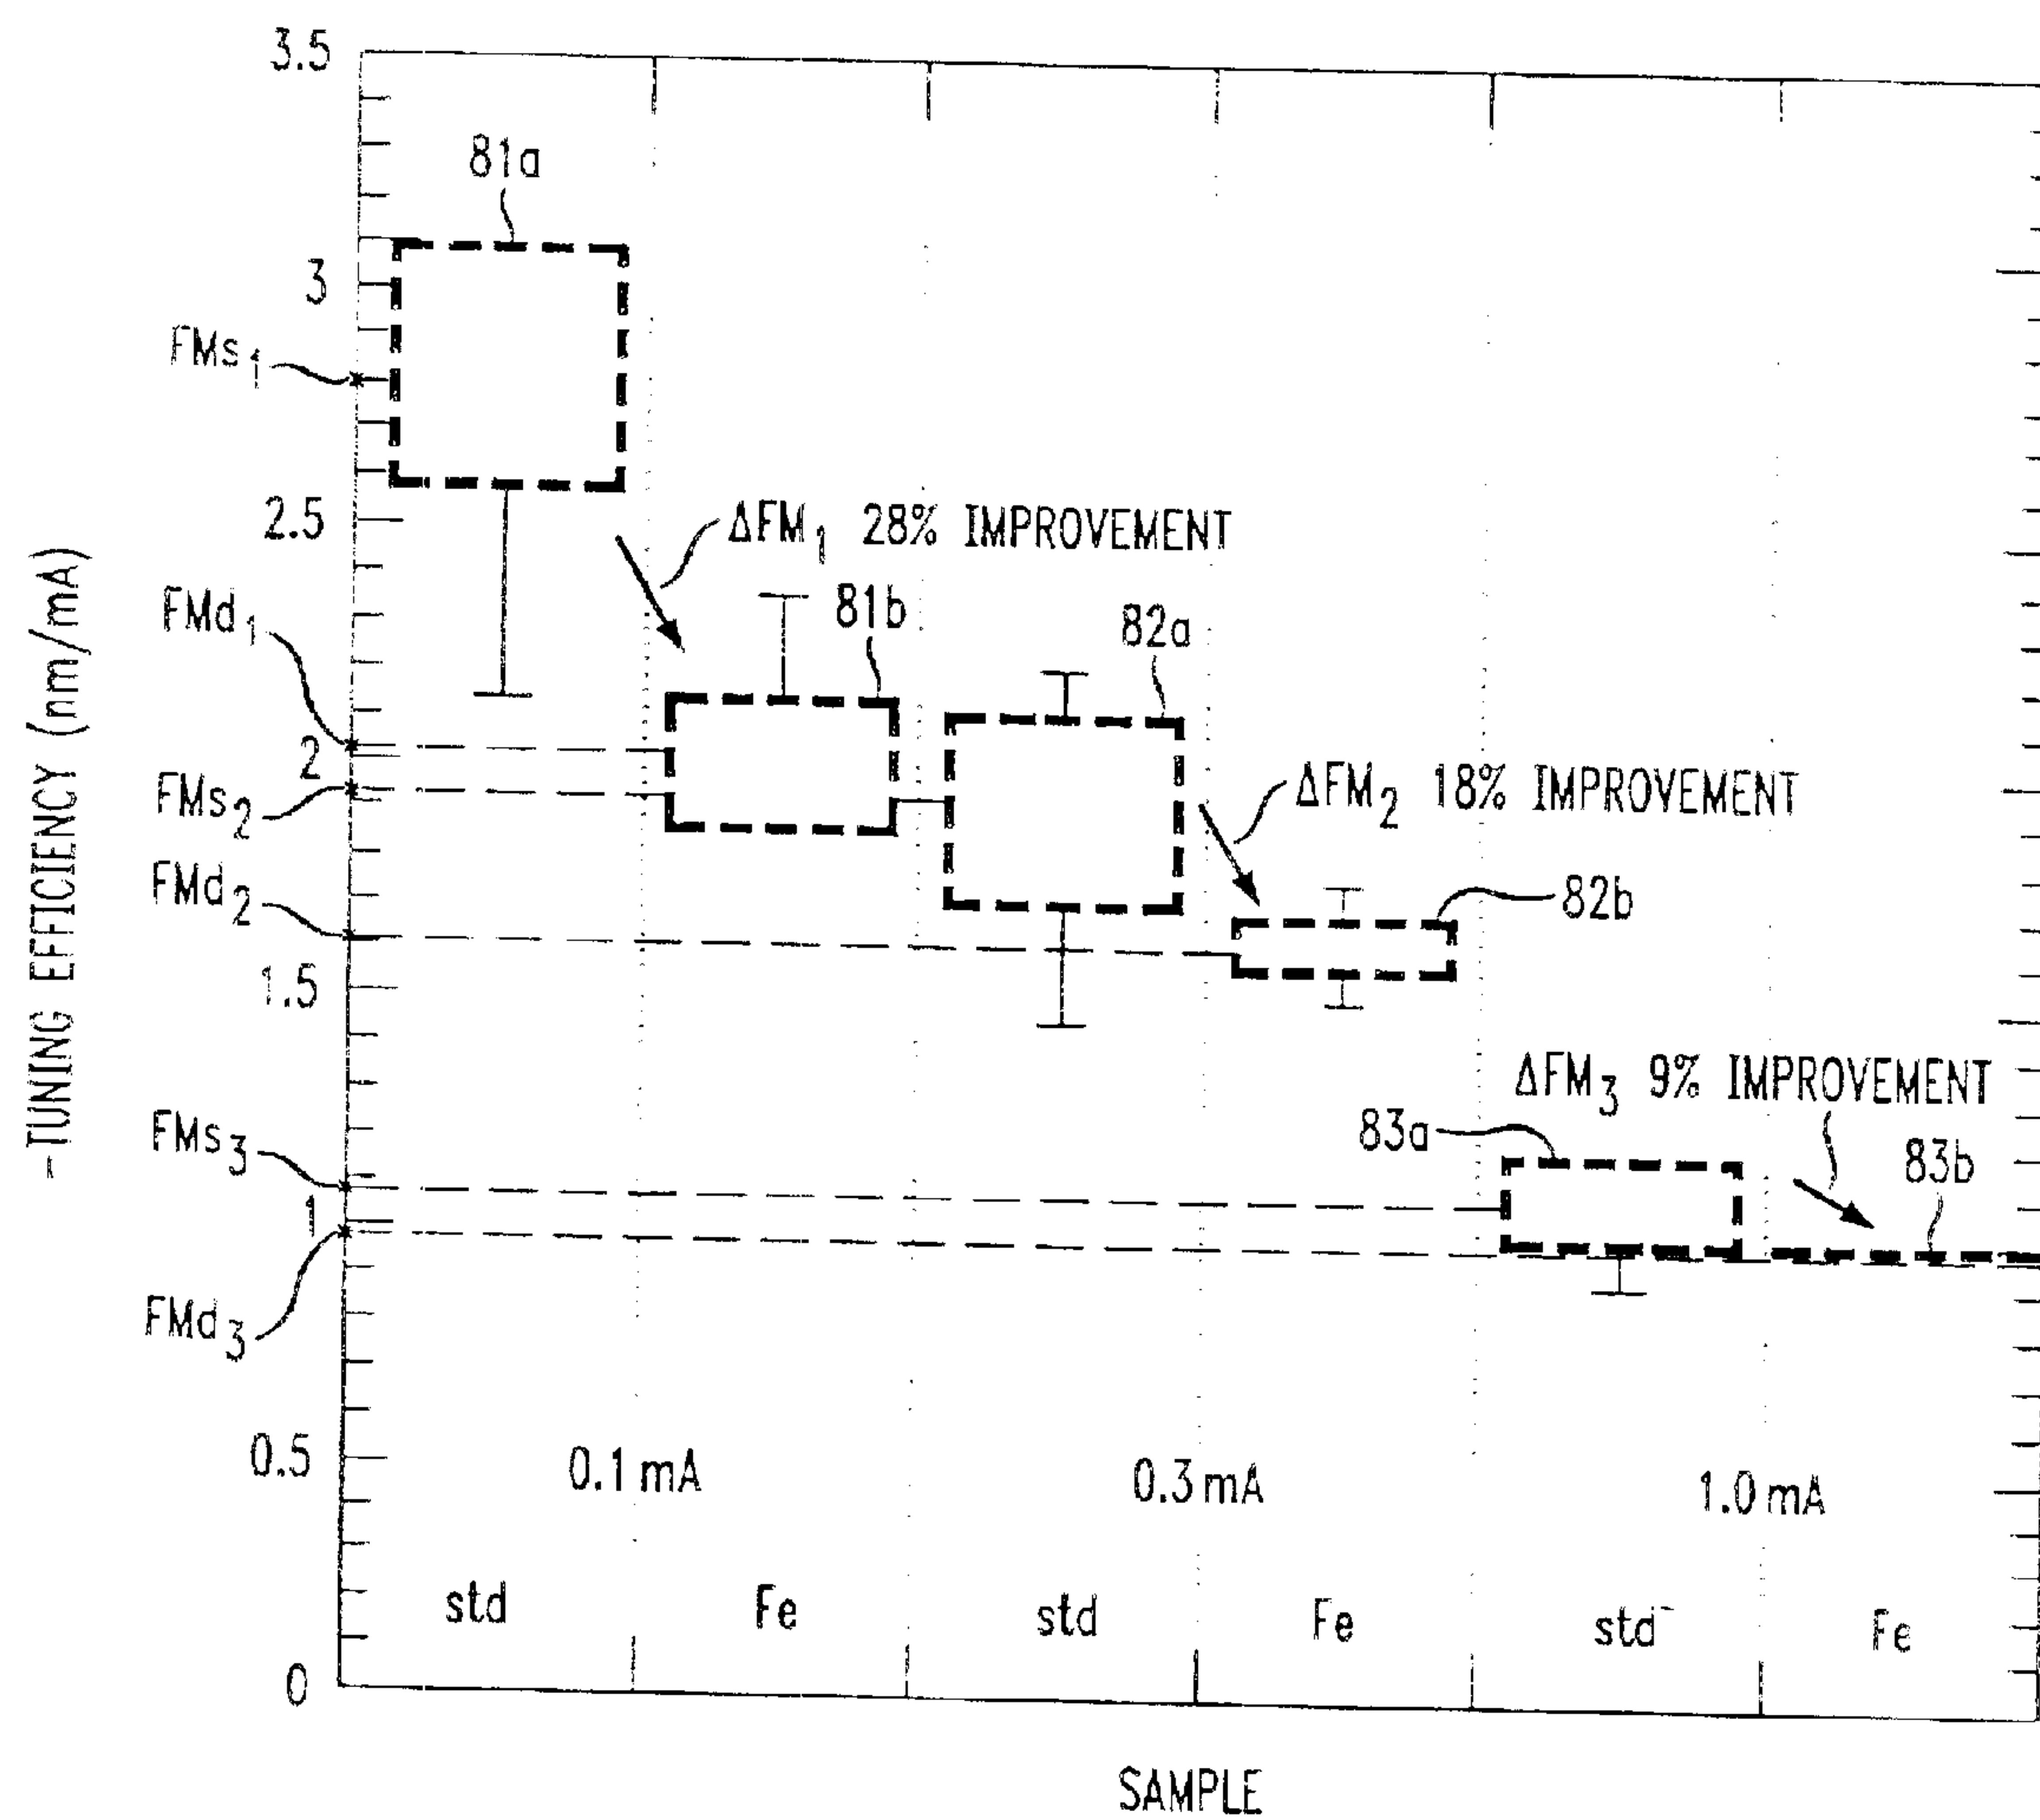 3.5
81a
3
FMs1
2.5
ΔFM1 28% IMPROVEMENT
FMd1
81b
82a
2
FMs2
ΔFM2 18% IMPROVEMENT
FMd2
82b
1.5
ΔFM3 9% IMPROVEMENT
FMs3
83a
83b
1
FMd3
0.5
0.1 mA
0.3 mA
1.0 mA
std
Fe
std
Fe
std
Fe
0
SAMPLE
-TUNING EFFICIENCY (nm/mA)